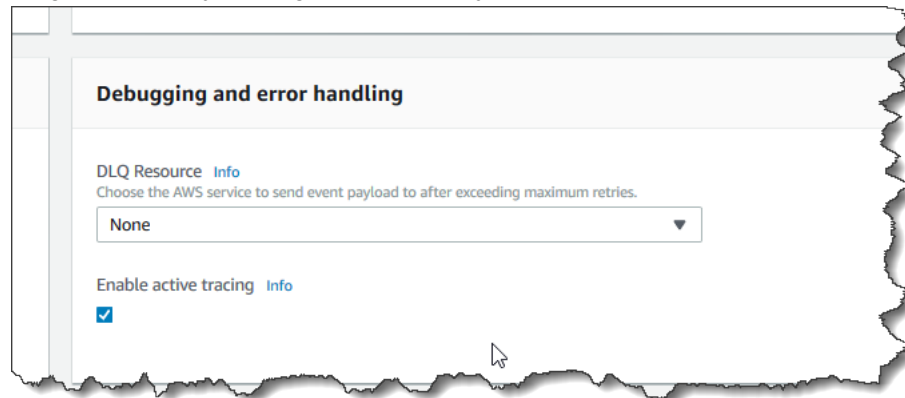 Debugging and error handling
DLQ Resource Info
Choose the AWS service to send event payload to after exceeding maximum retries.
None
Enable active tracing Info